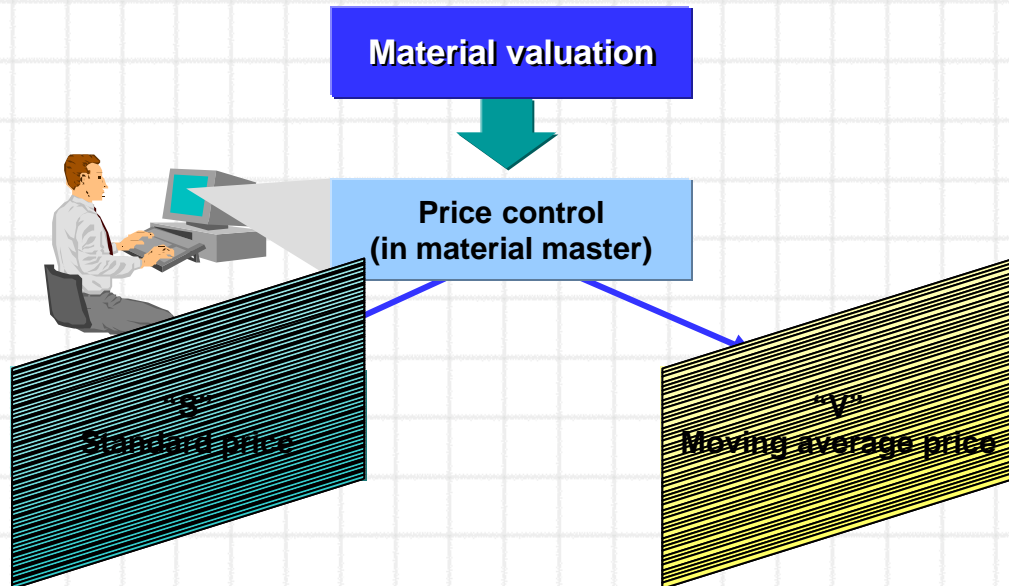 Material valuation
Price control
(in material master)
“S”
Standard price
“V”
Moving average price